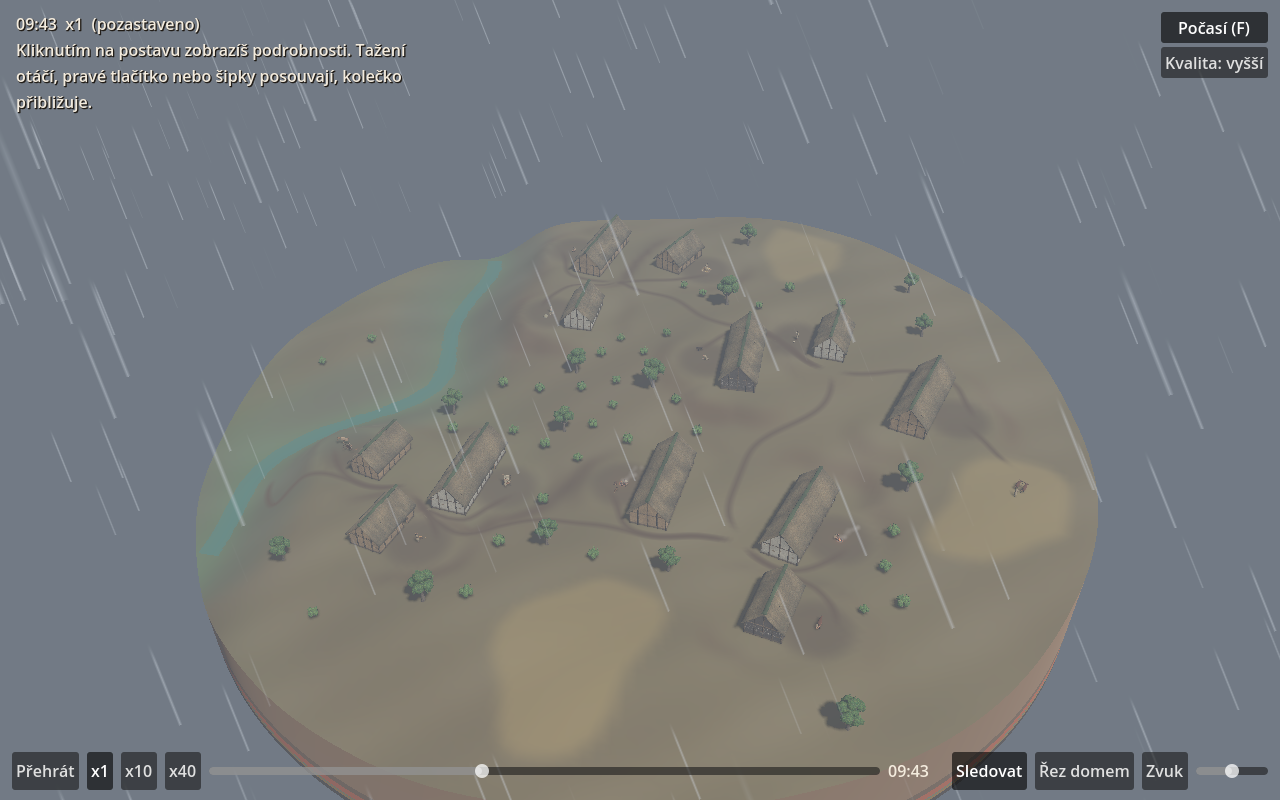 09:43 x1 (pozastaveno)
Kliknutím na postavu zobrazíš podrobnosti. Tažení
otáčí, pravé tlačítko nebo šipky posouvají, kolečko
přibližuje.
Počasí (F)
Kvalita: vyšší
Přehrát x1 x10 x40 09:43 Sledovat Řez domem Zvuk